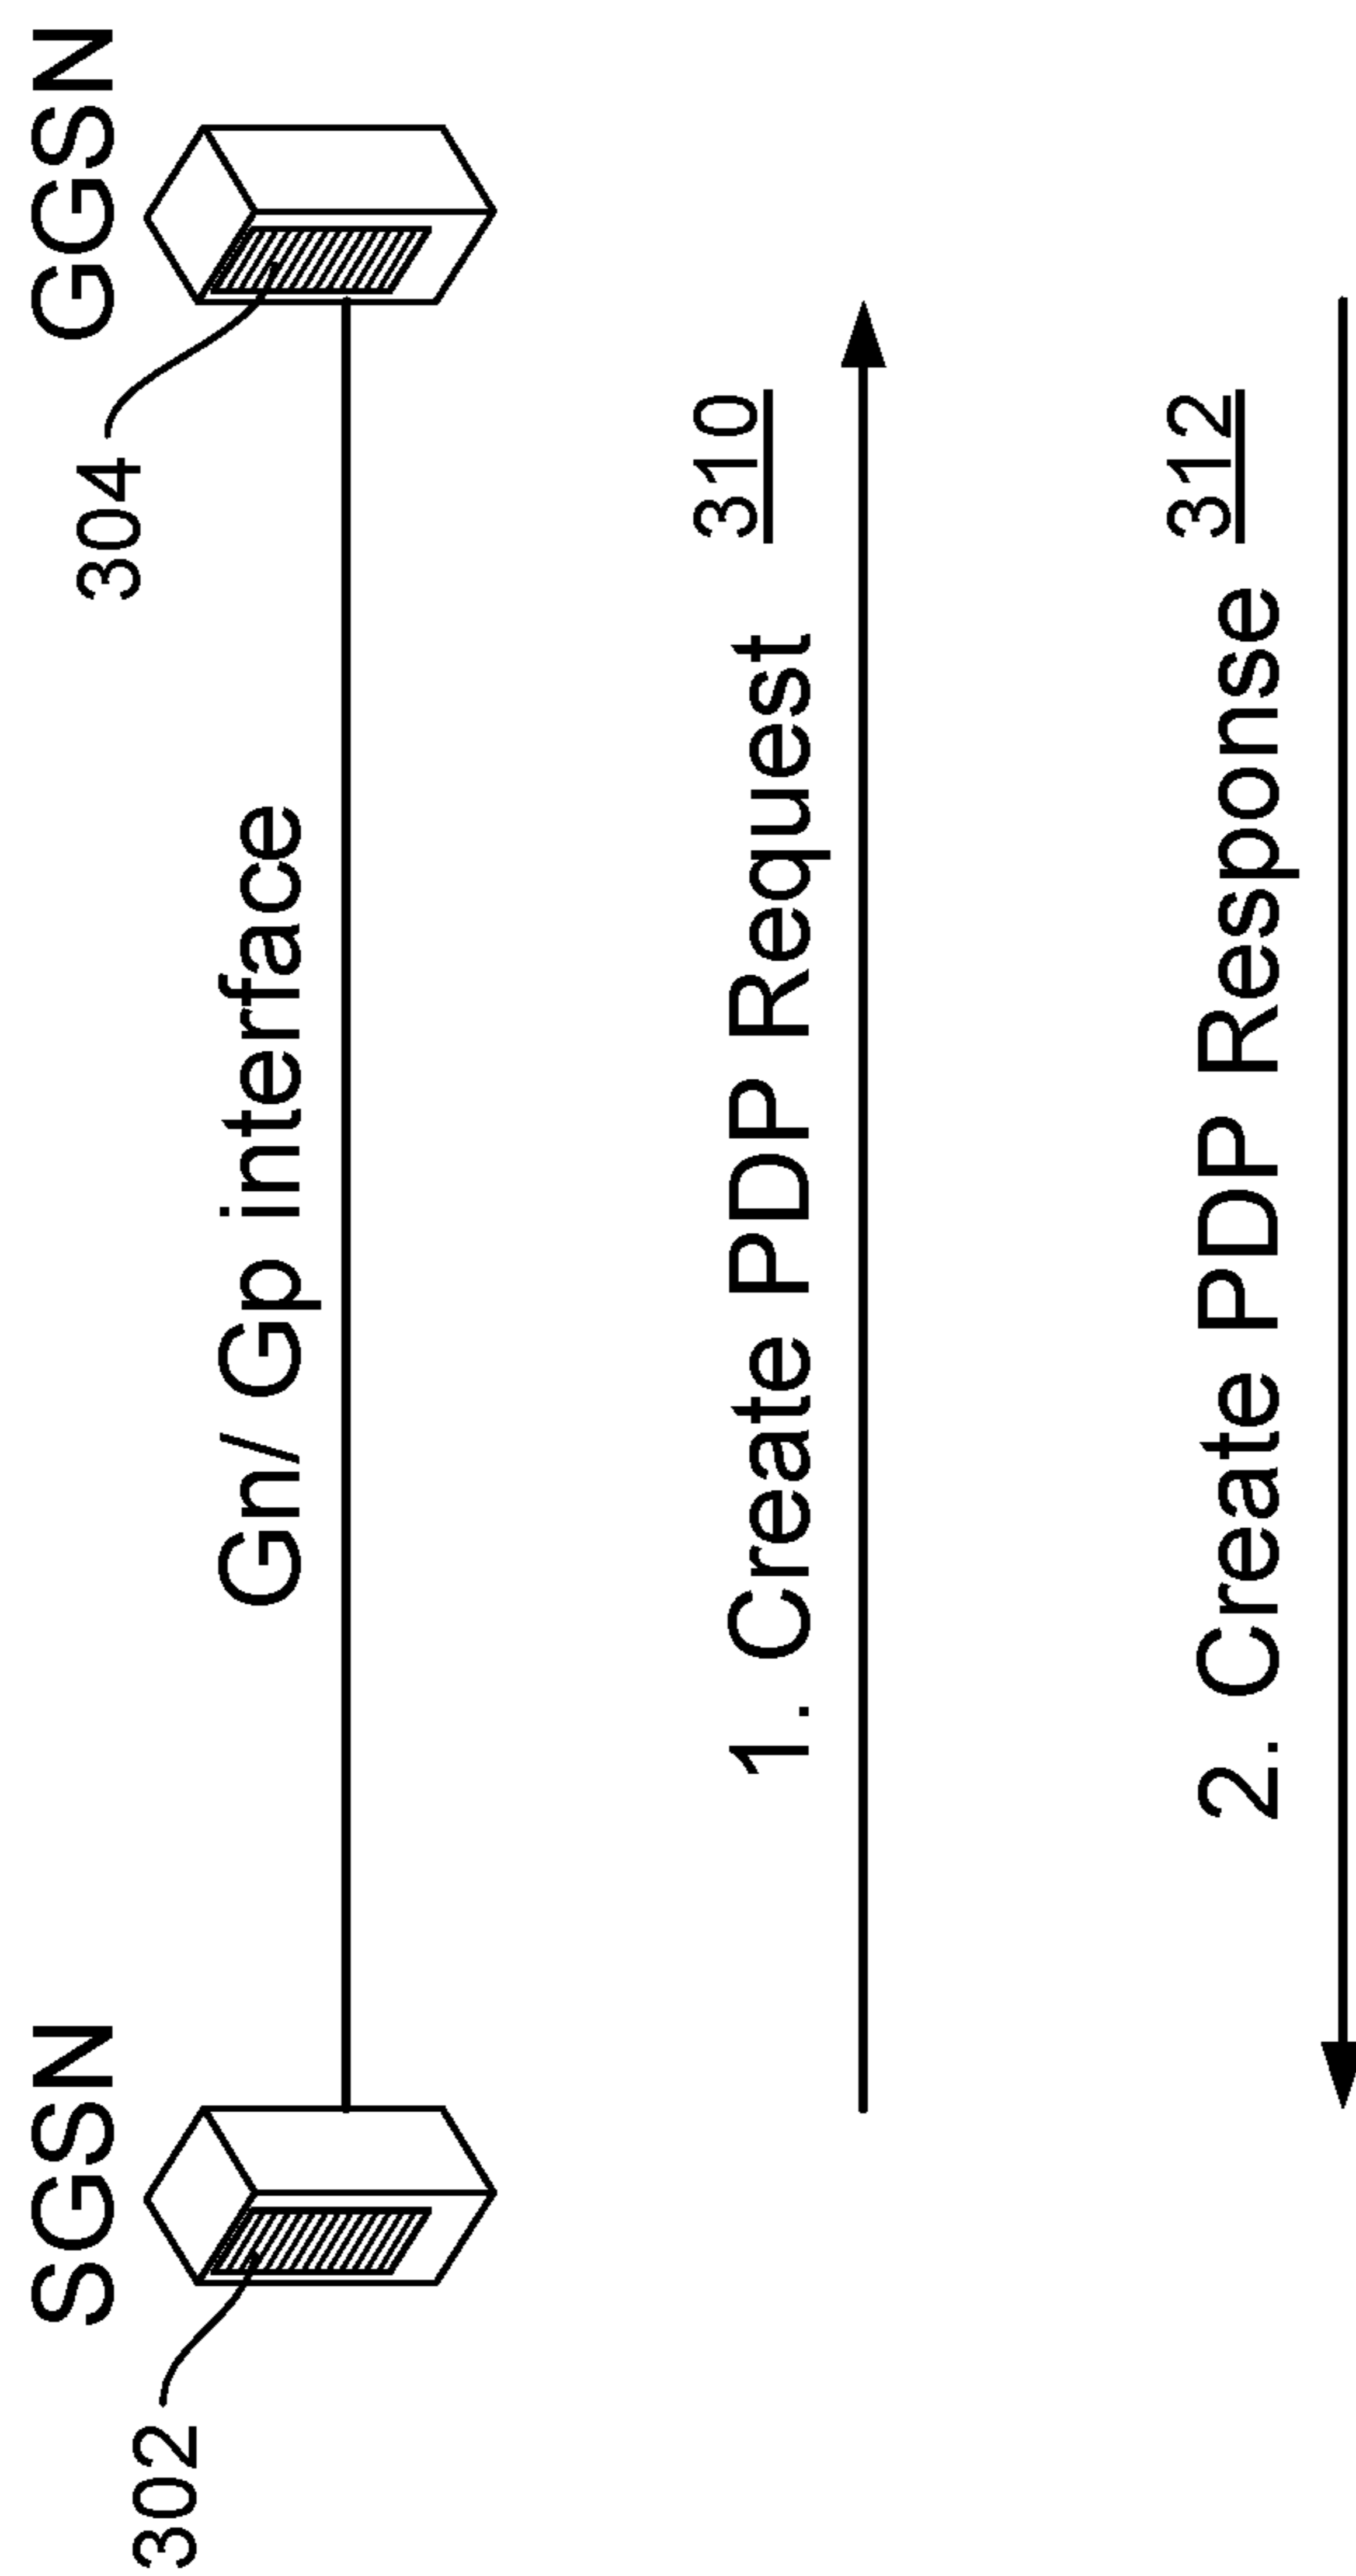 SGSN
GGSN
302
304
Gn/ Gp interface
1. Create PDP Request 310
2. Create PDP Response 312